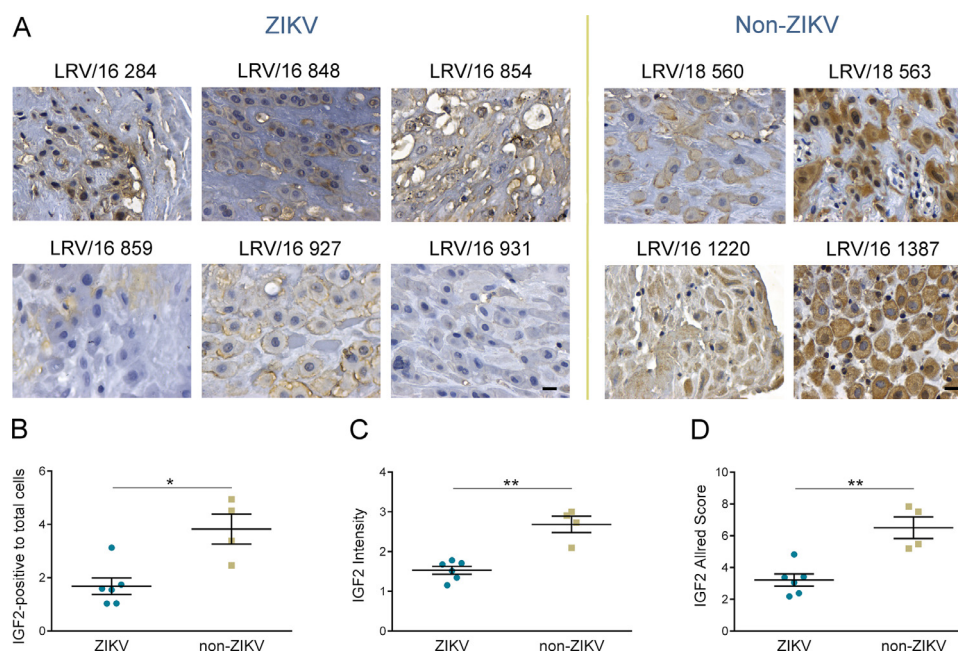 A
ZIKV
Non-ZIKV
LRV/16 284
LRV/16 848
LRV/16 854
LRV/18 560
LRV/18 563
LRV/16 859
LRV/16 927
LRV/16 931
LRV/16 1220
LRV/16 1387
B
IGF2-positive to total cells
6
4
2
0
*
ZIKV
non-ZIKV
C
IGF2 Intensity
4
3
2
1
0
**
ZIKV
non-ZIKV
D
IGF2 Allred Score
10
8
6
4
2
0
**
ZIKV
non-ZIKV